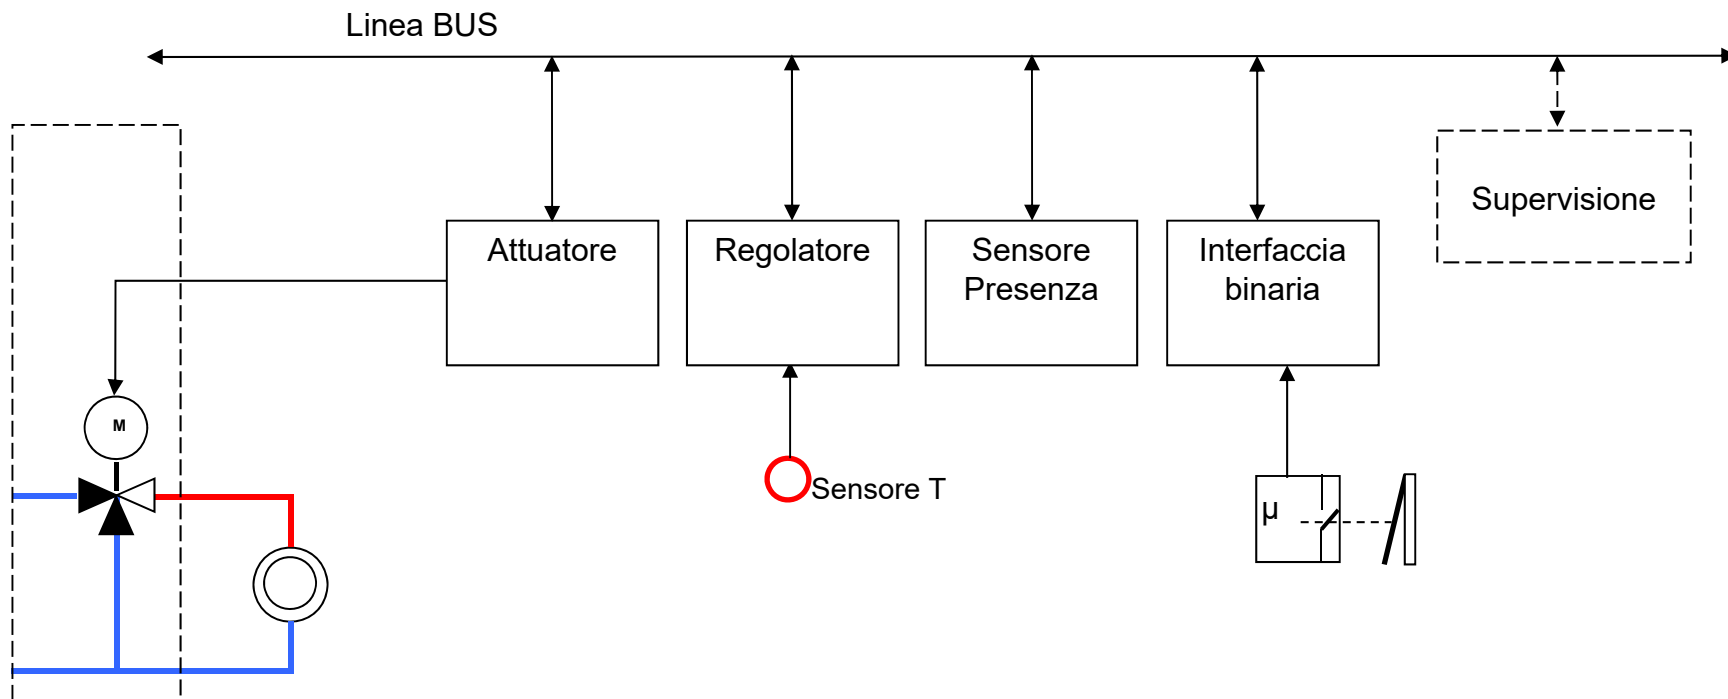 Linea BUS
Supervisione
Attuatore
Regolatore
Sensore
Presenza
Interfaccia
binaria
M
Sensore T
µ